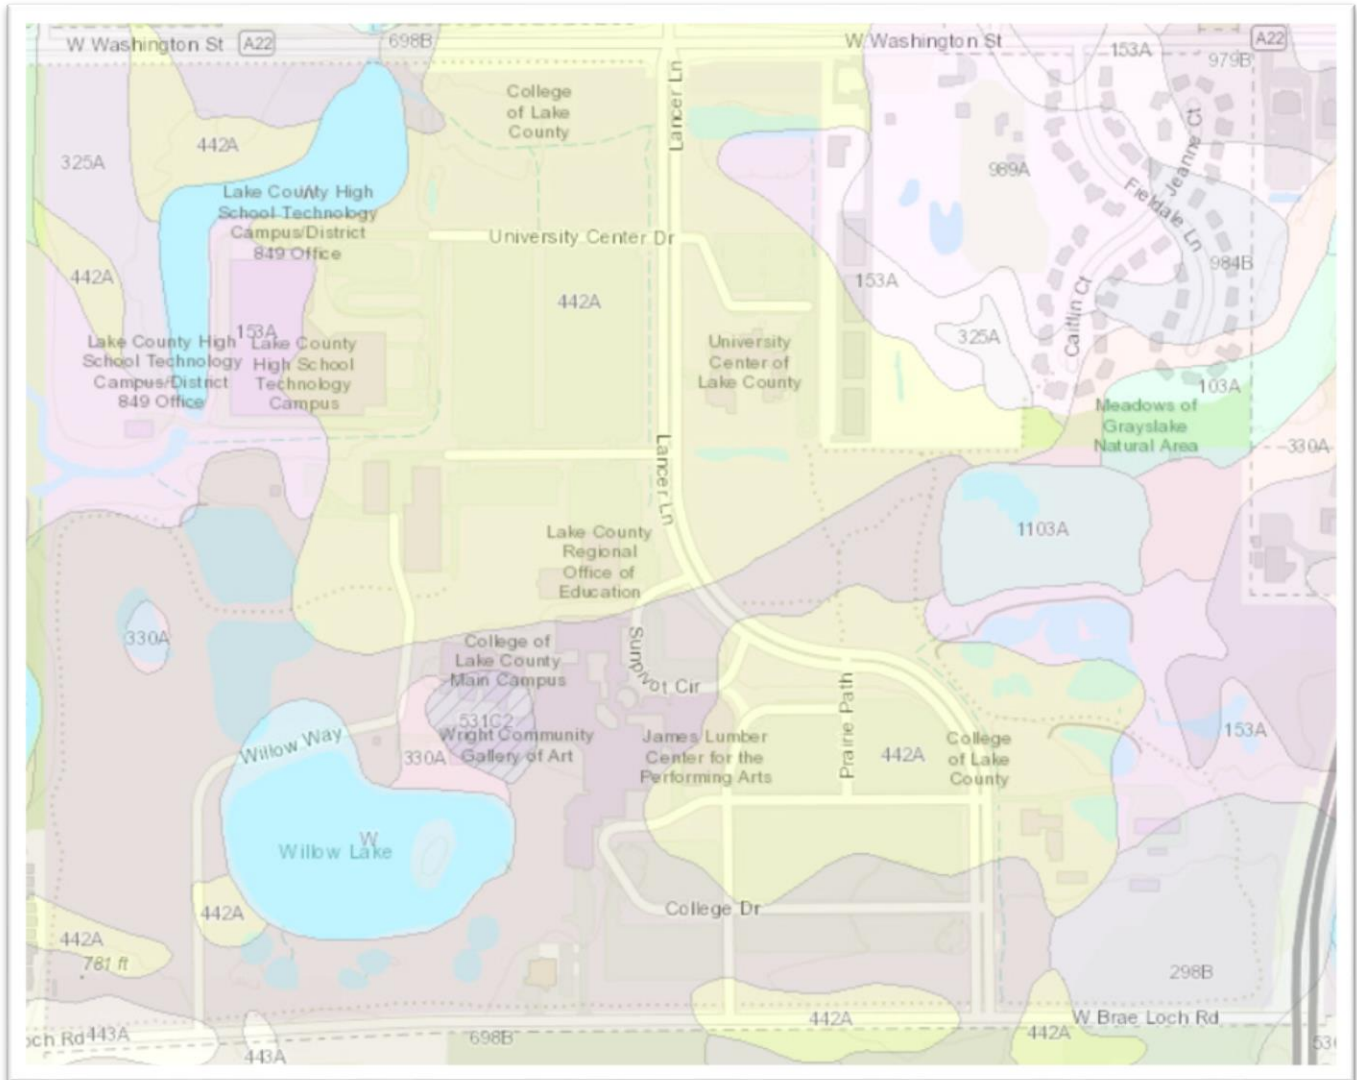 W Washington St
A22
698B
W Washington St
A22
153A
979B
College
of Lake
County
Lancer Ln
442A
325A
989A
Jeanne Ct
Fieldale Ln
Lake County High
School Technology
Campus/District
849 Office
W
University Center Dr
984B
442A
442A
153A
325A
Caitlin Ct
153A
Lake County High
School Technology
Campus/District
849 Office
Lake County
High School
Technology
Campus
University
Center of
Lake County
103A
Meadows of
Grayslake
Natural Area
330A
Lancer Ln
1103A
Lake County
Regional
Office of
Education
330A
College of
Lake County
Main Campus
Sumpivot Cir
531C2
Wright Community
Gallery of Art
Willow Way
330A
James Lumber
Center for the
Performing Arts
Prairie Path
442A
College
of Lake
County
153A
W
Willow Lake
442A
College Dr
442A
781 ft
298B
442A
W Brae Loch Rd
och Rd
443A
443A
698B
442A
536